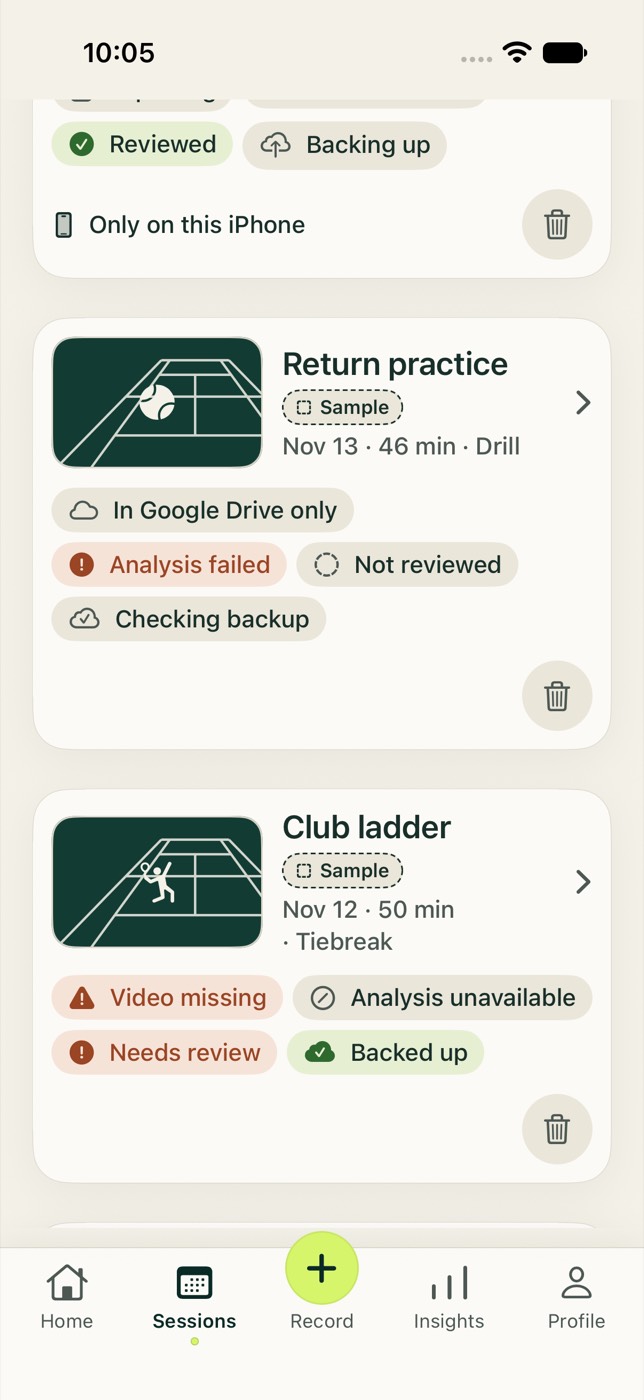 10:05
Reviewed
Backing up
Only on this iPhone
Return practice
Sample
Nov 13 · 46 min · Drill
In Google Drive only
Analysis failed
Not reviewed
Checking backup
Club ladder
Sample
Nov 12 · 50 min
· Tiebreak
Video missing
Analysis unavailable
Needs review
Backed up
Home
Sessions
Record
Insights
Profile